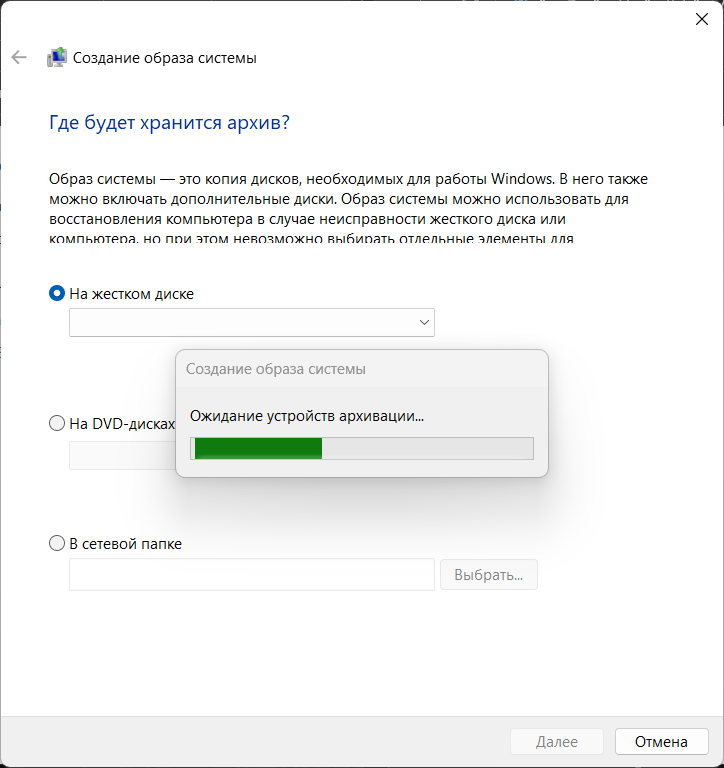 Создание образа системы
Где будет хранится архив?
Образ системы — это копия дисков, необходимых для работы Windows. В него также
можно включать дополнительные диски. Образ системы можно использовать для
восстановления компьютера в случае неисправности жесткого диска или
компьютера, но при этом невозможно выбирать отдельные элементы для
На жестком диске
Создание образа системы
Ожидание устройств архивации...
На DVD-дисках
В сетевой папке
Выбрать...
Далее
Отмена